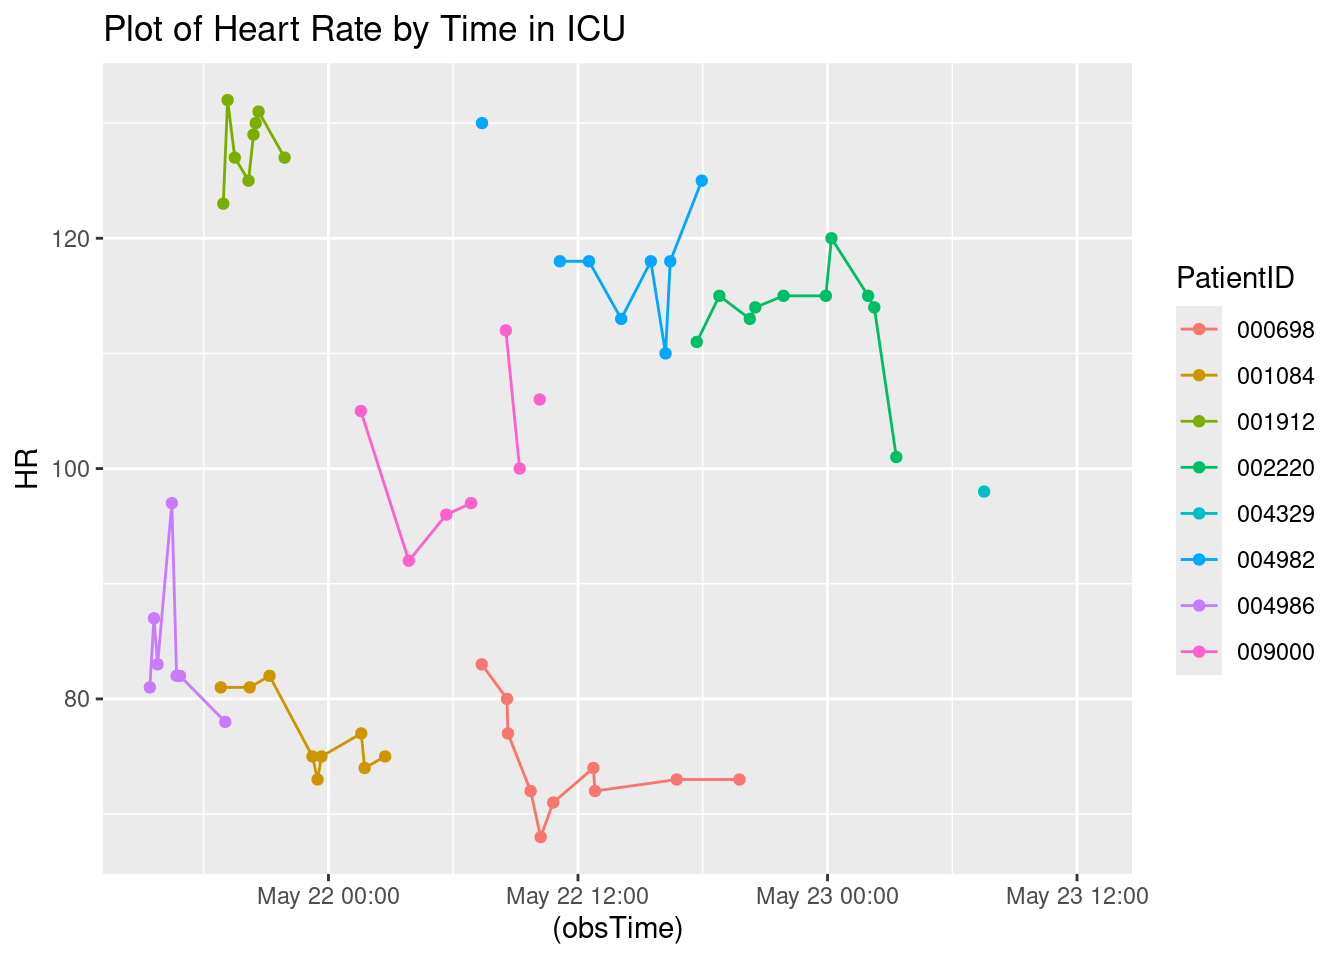 Plot of Heart Rate by Time in ICU
HR
120
100
80
May 22 00:00
May 22 12:00
May 23 00:00
May 23 12:00
(obsTime)
PatientID
000698
001084
001912
002220
004329
004982
004986
009000